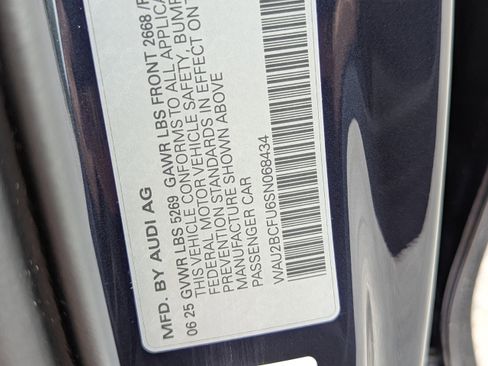 MFD. BY AUDI AG
06 25 GVWR LBS 5269 GAWR LBS FRONT 2668 /R
THIS VEHICLE CONFORMS TO ALL APPLICA
FEDERAL MOTOR VEHICLE SAFETY, BUMP
PREVENTION STANDARDS IN EFFECT ON T
MANUFACTURE SHOWN ABOVE
PASSENGER CAR
WAU2BCFU6SN068434